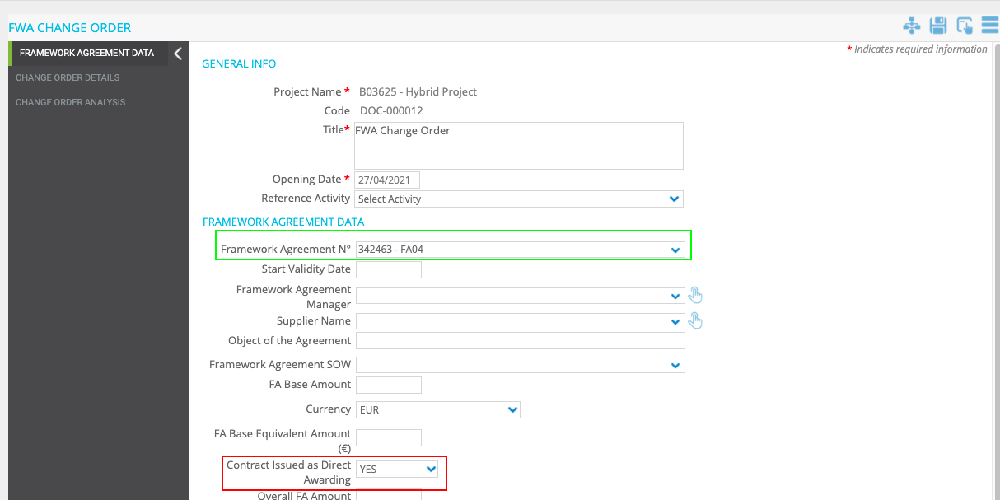 FWA CHANGE ORDER
* Indicates required information
FRAMEWORK AGREEMENT DATA
CHANGE ORDER DETAILS
CHANGE ORDER ANALYSIS
GENERAL INFO
Project Name * B03625 - Hybrid Project
Code DOC-000012
Title* FWA Change Order
Opening Date * 27/04/2021
Reference Activity Select Activity
FRAMEWORK AGREEMENT DATA
Framework Agreement N° 342463 - FA04
Start Validity Date
Framework Agreement
Manager
Supplier Name
Object of the Agreement
Framework Agreement SOW
FA Base Amount
Currency EUR
FA Base Equivalent Amount
(€)
Contract Issued as Direct
Awarding YES
Overall FA Amount